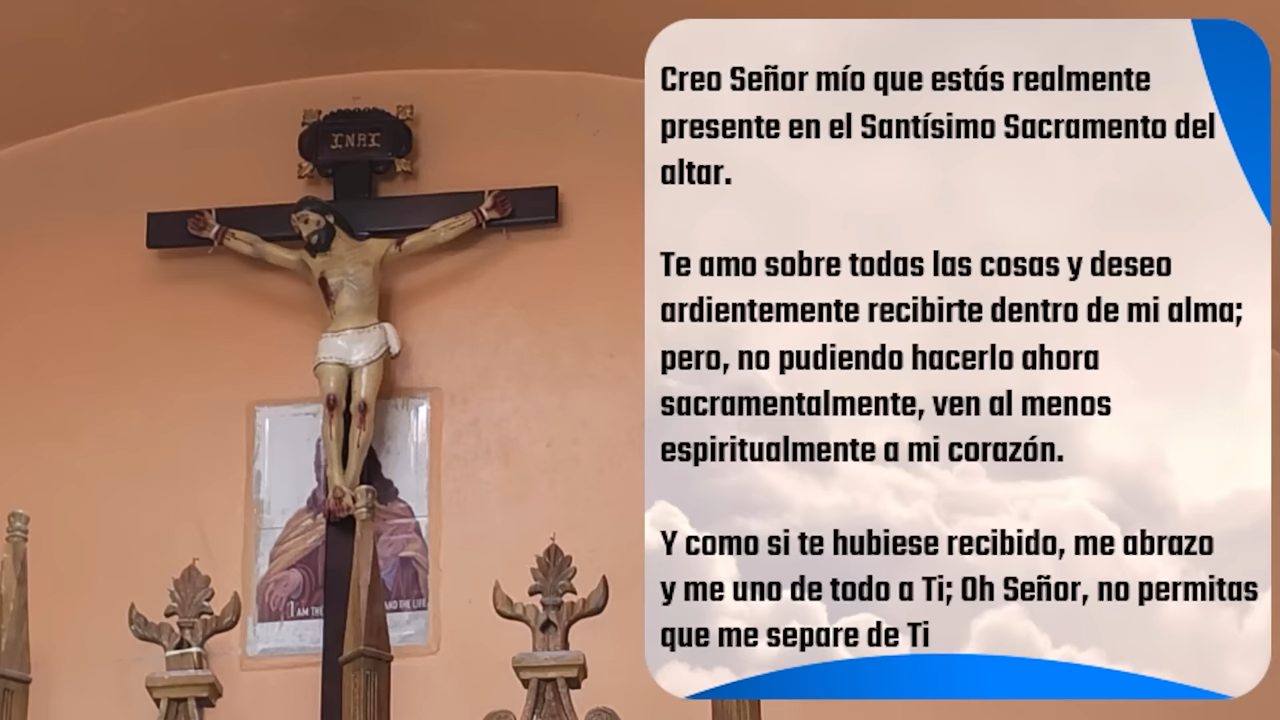 INRI
I AM THE
AND THE LIFE
Creo Señor mío que estás realmente
presente en el Santísimo Sacramento del
altar.
Te amo sobre todas las cosas y deseo
ardientemente recibirte dentro de mi alma;
pero, no pudiendo hacerlo ahora
sacramentalmente, ven al menos
espiritualmente a mi corazón.
Y como si te hubiese recibido, me abrazo
y me uno de todo a Ti; Oh Señor, no permitas
que me separe de Ti